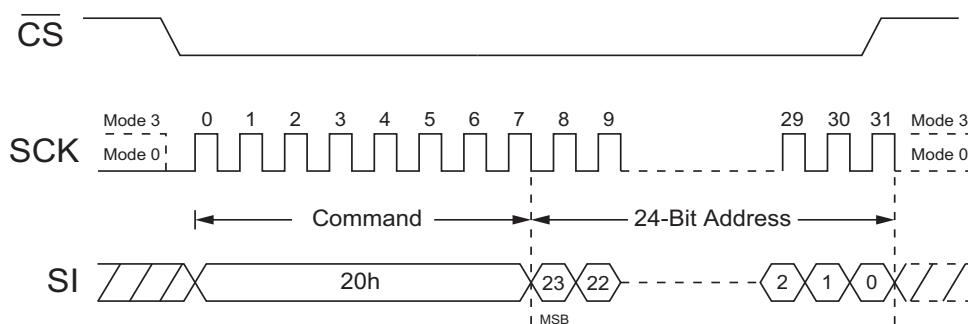 C̅S̅
Mode 3
Mode 0
SCK
0 1 2 3 4 5 6 7 8 9 29 30 31
Mode 3
Mode 0
Command 24-Bit Address
SI
20h 23 22 2 1 0
MSB